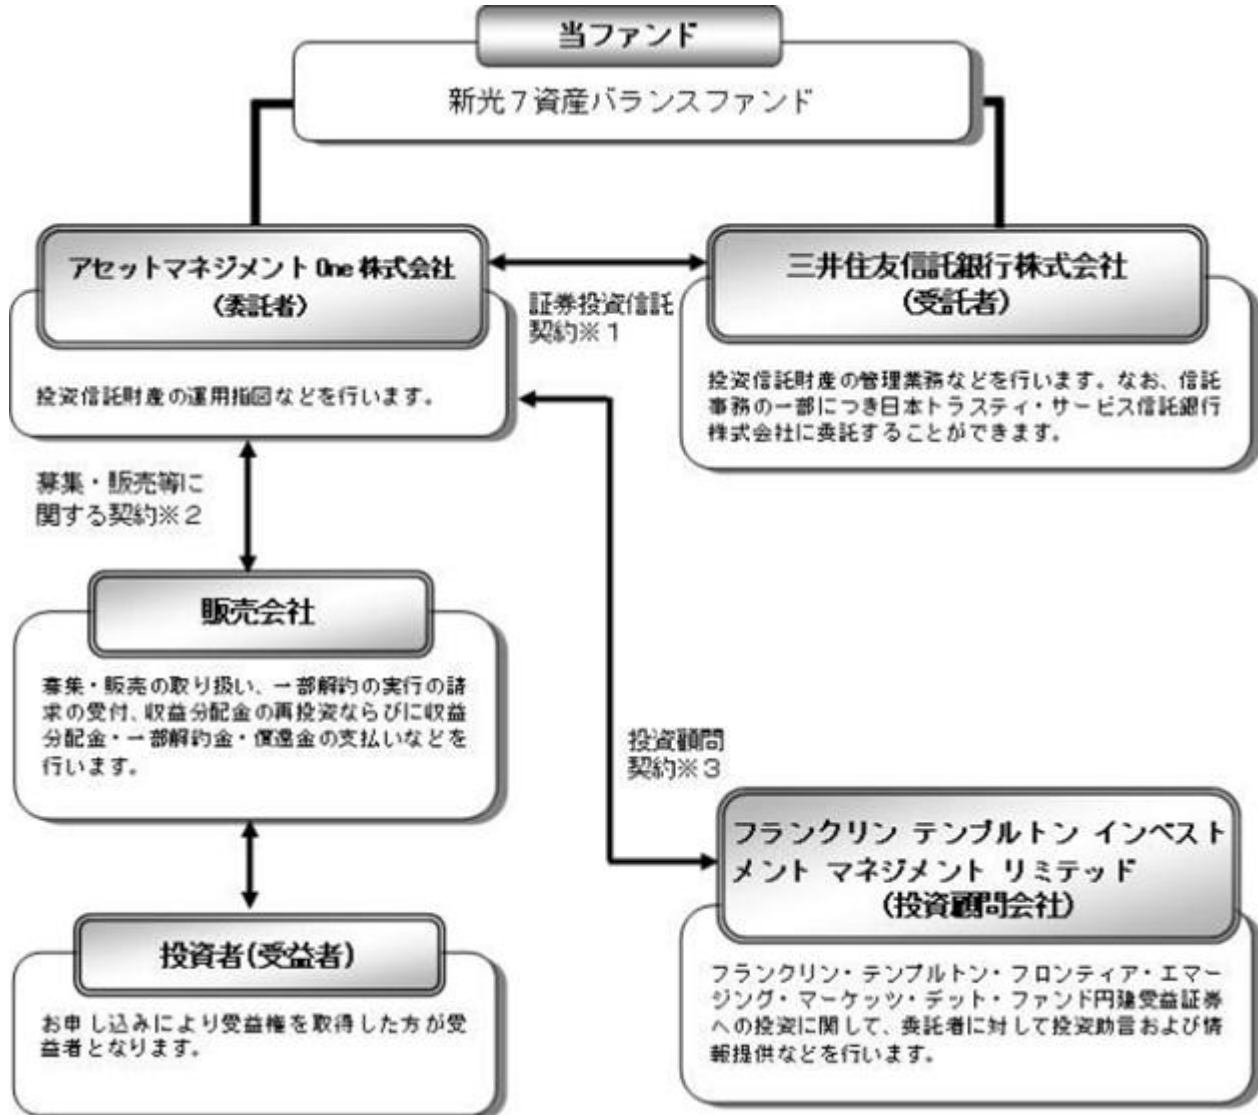 当ファンド
新光７資産バランスファンド
アセットマネジメント One 株式会社
（委託者）
投資信託財産の運用指図などを行います。
証券投資信託
契約※１
三井住友信託銀行株式会社
（受託者）
投資信託財産の管理業務などを行います。なお、信託
事務の一部につき日本トラスティ・サービス信託銀行
株式会社に委託することができます。
募集・販売等に
関する契約※２
販売会社
募集・販売の取り扱い、一部解約の実行の請
求の受付、収益分配金の再投資ならびに収益
分配金・一部解約金・償還金の支払いなどを
行います。
投資顧問
契約※３
投資者（受益者）
お申し込みにより受益権を取得した方が受
益者となります。
フランクリン テンプルトン インベスト
メント マネジメント リミテッド
（投資顧問会社）
フランクリン・テンプルトン・フロンティア・エマー
ジング・マーケッツ・デット・ファンド円建受益証券
への投資に関して、委託者に対して投資助言および情
報提供などを行います。